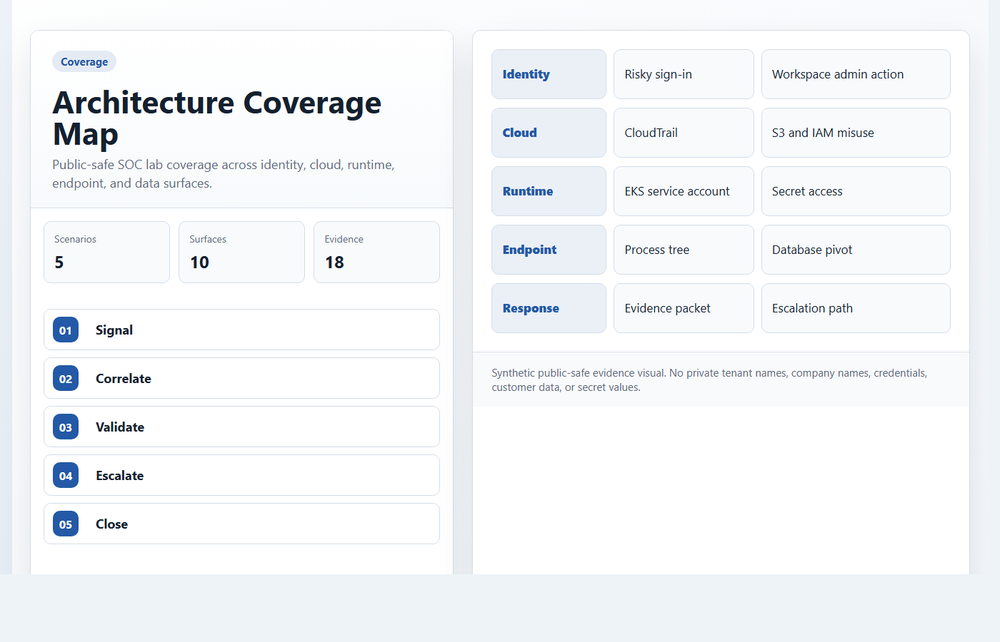 Coverage
Architecture Coverage
Map
Public-safe SOC lab coverage across identity, cloud, runtime,
endpoint, and data surfaces.
Scenarios
5
Surfaces
10
Evidence
18
01 Signal
02 Correlate
03 Validate
04 Escalate
05 Close
Identity Risky sign-in Workspace admin action
Cloud CloudTrail S3 and IAM misuse
Runtime EKS service account Secret access
Endpoint Process tree Database pivot
Response Evidence packet Escalation path
Synthetic public-safe evidence visual. No private tenant names, company names, credentials,
customer data, or secret values.